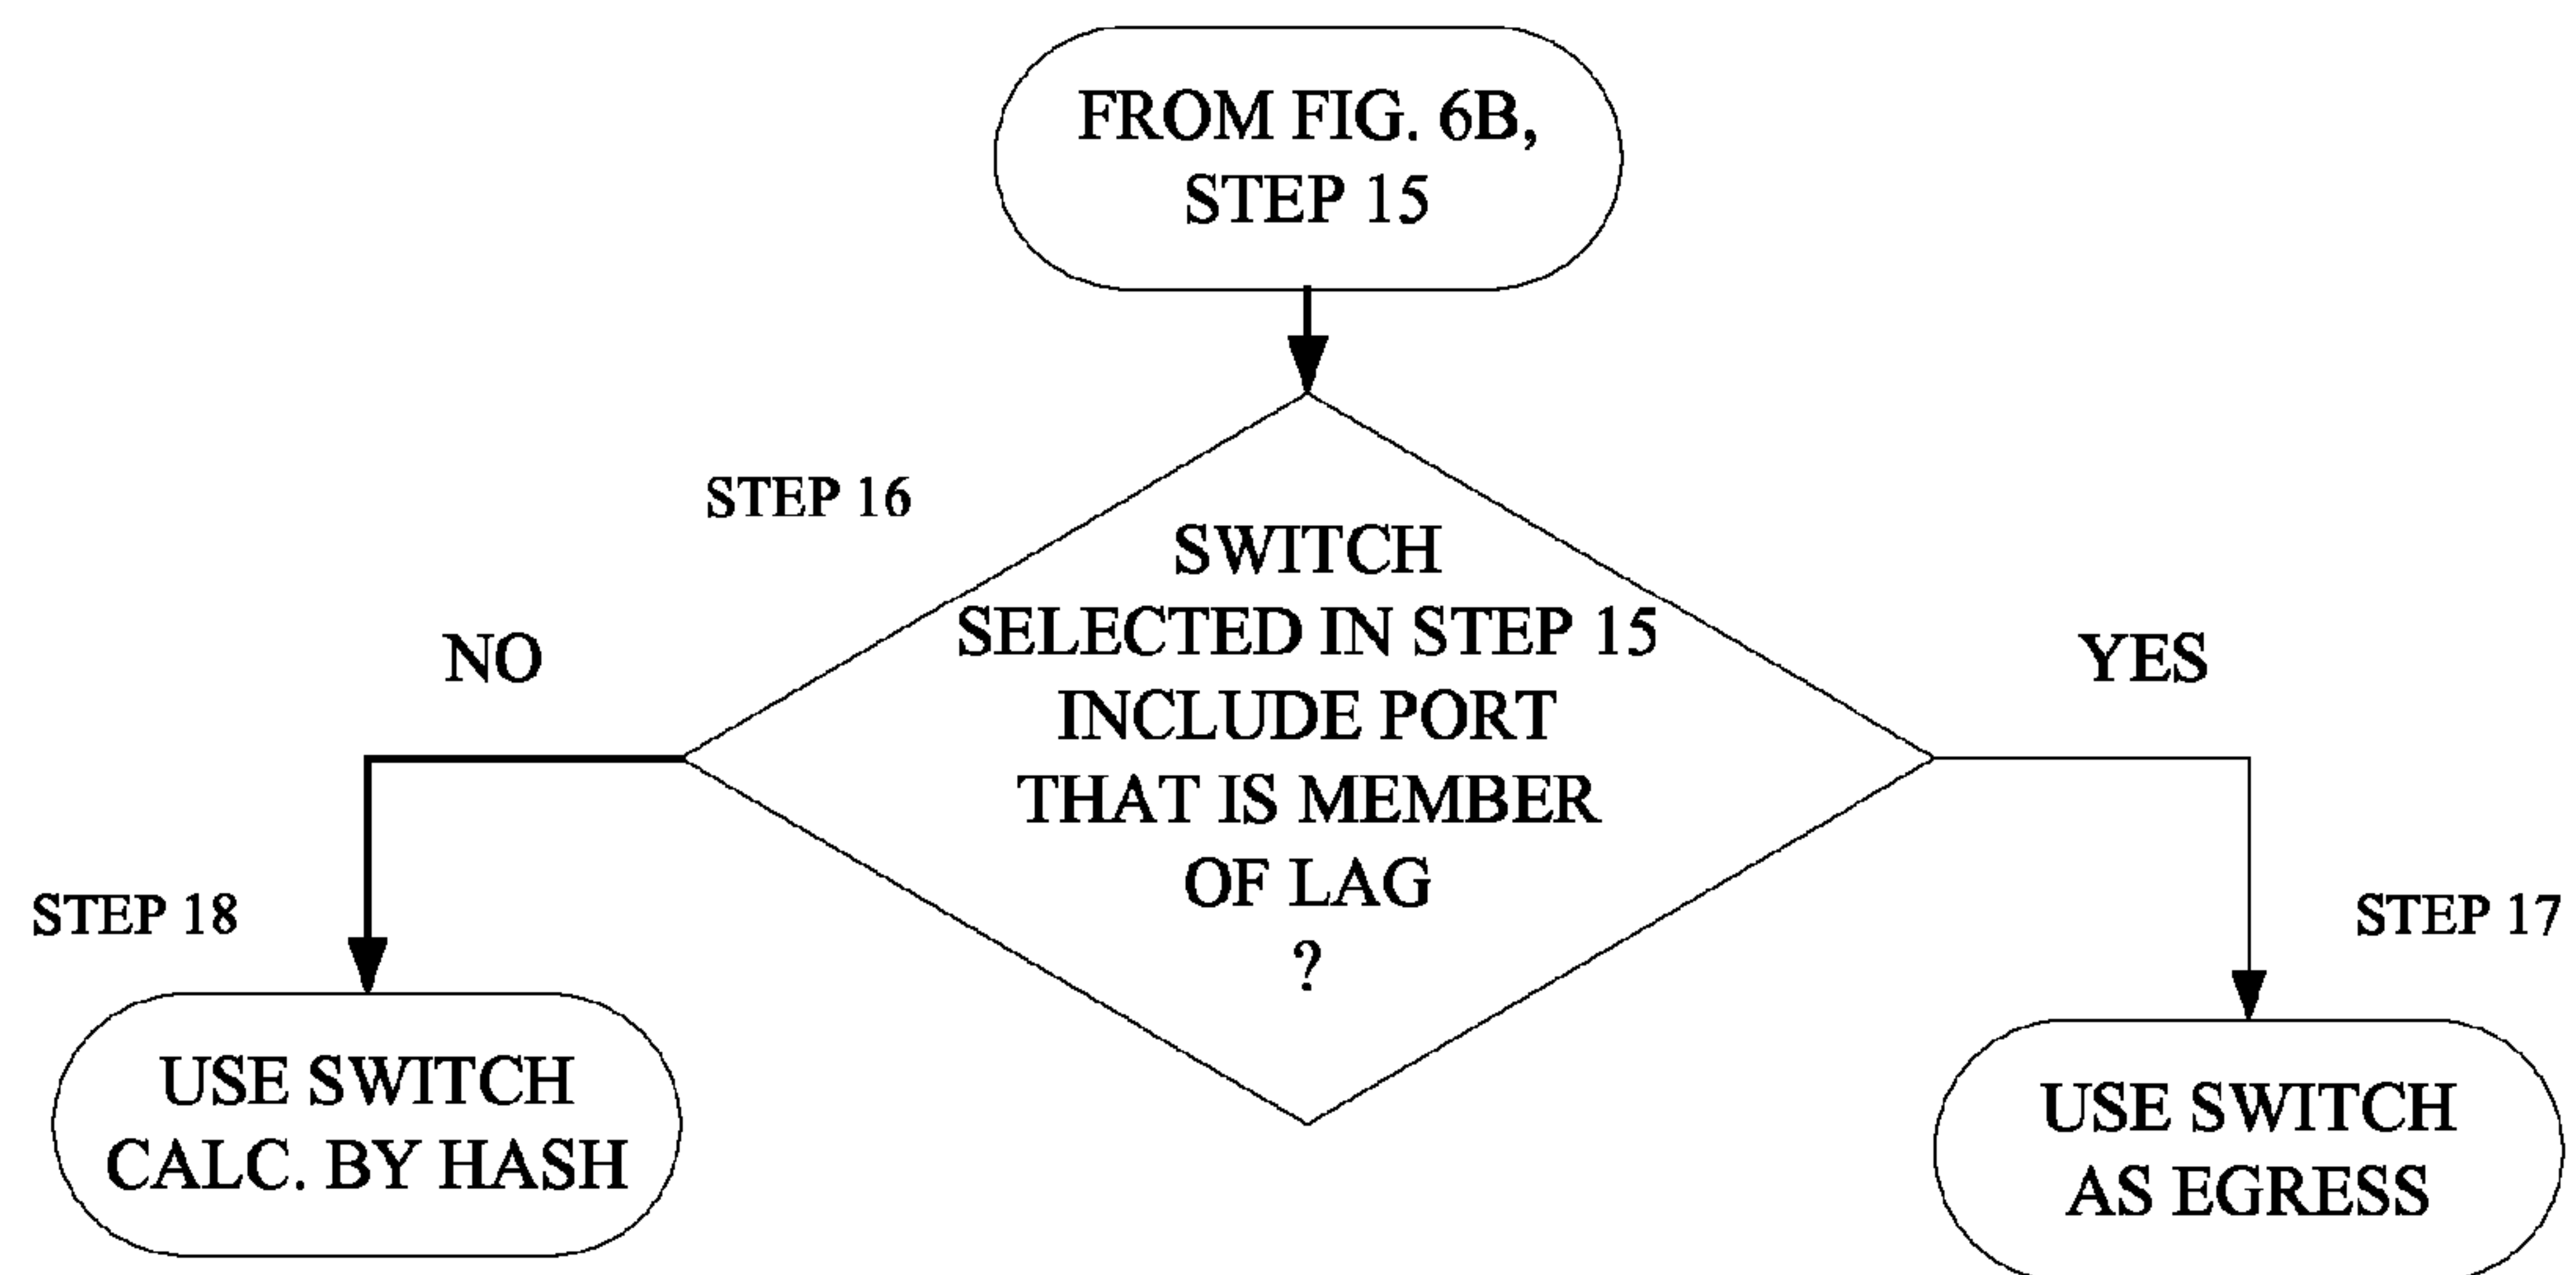 FROM FIG. 6B,
STEP 15
STEP 16
SWITCH
SELECTED IN STEP 15
INCLUDE PORT
THAT IS MEMBER
OF LAG
?
NO
YES
STEP 18
STEP 17
USE SWITCH
CALC. BY HASH
USE SWITCH
AS EGRESS